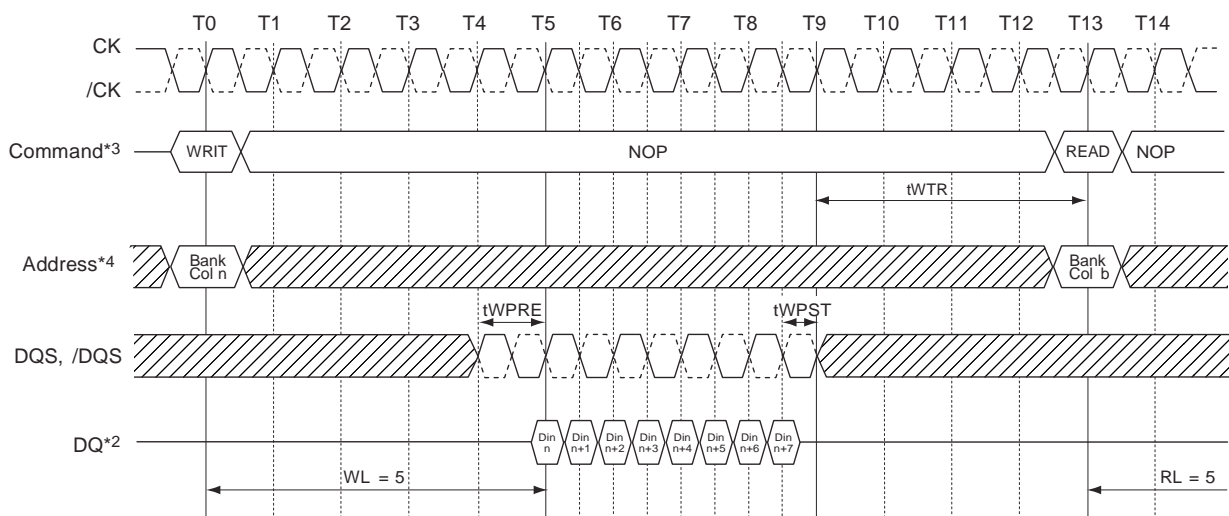 T0 T1 T2 T3 T4 T5 T6 T7 T8 T9 T10 T11 T12 T13 T14
CK
/CK
Command*3 WRIT NOP READ NOP
tWTR
Address*4 Bank Col n Bank Col b
tWPRE tWPST
DQS, /DQS
DQ*2 Din n Din n+1 Din n+2 Din n+3 Din n+4 Din n+5 Din n+6 Din n+7
WL = 5 RL = 5